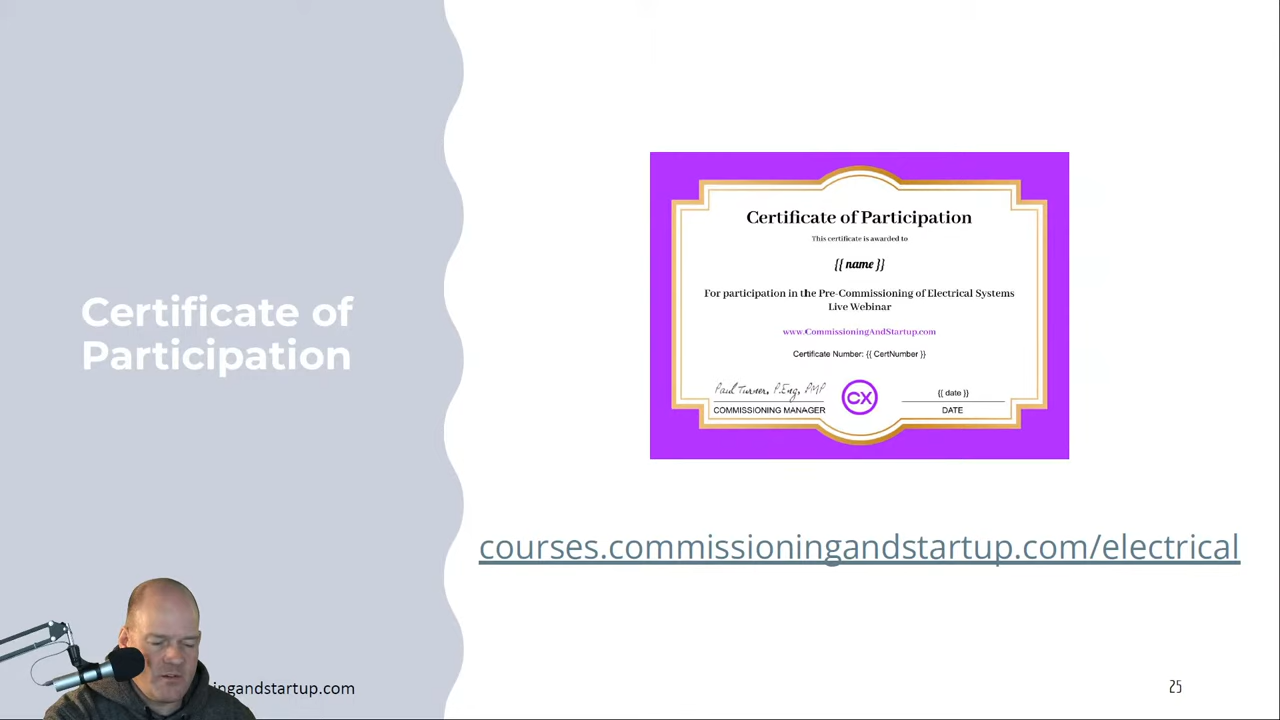 Certificate of
Participation
Certificate of Participation
This certificate is awarded to
{{ name }}
For participation in the Pre-Commissioning of Electrical Systems
Live Webinar
www.CommissioningAndStartup.com
Certificate Number: {{ CertNumber }}
Paul Turner, P.Eng, PMP
COMMISSIONING MANAGER
CX
{{ date }}
DATE
courses.commissioningandstartup.com/electrical
ingandstartup.com
25